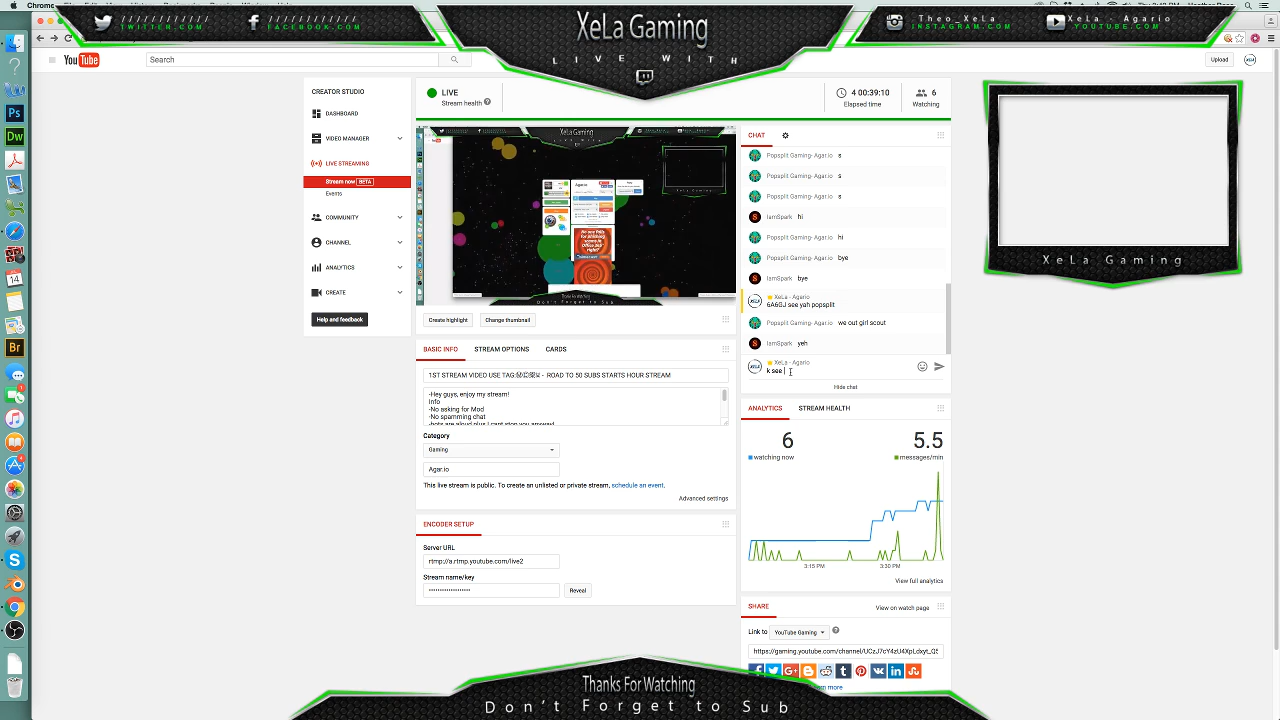 Chrome
/ / / / / / / / / / / /
TWITTER.COM
/ / / / / / / / / / / /
FACEBOOK.COM
XeLa Gaming
LIVE WITH
Theo_XeLa
INSTAGRAM.COM
XeLa_Agario
YOUTUBE.COM
YouTube
Search
Upload
CREATOR STUDIO
DASHBOARD
VIDEO MANAGER
LIVE STREAMING
Stream now BETA
Events
COMMUNITY
CHANNEL
ANALYTICS
CREATE
Help and feedback
LIVE
Stream health
4 00:39:10
Elapsed time
6
Watching
XeLa Gaming
Agar.io
Create highlight
Change thumbnail
BASIC INFO
STREAM OPTIONS
CARDS
-Hey guys, enjoy my stream!
Info
-No asking for Mod
-No spamming chat
Category
Gaming
Agar.io
This live stream is public. To create an unlisted or private stream, schedule an event.
Advanced settings
ENCODER SETUP
Server URL
rtmp://a.rtmp.youtube.com/live2
Stream name/key
Reveal
CHAT
Popsplit Gaming- Agar.io s
Popsplit Gaming- Agar.io s
Popsplit Gaming- Agar.io s
IamSpark hi
Popsplit Gaming- Agar.io hi
Popsplit Gaming- Agar.io bye
IamSpark bye
XeLa - Agario
6A6GJ see yah popsplit
Popsplit Gaming- Agar.io we out girl scout
IamSpark yeh
XeLa - Agario
k see
Hide chat
ANALYTICS
STREAM HEALTH
6
watching now
5.5
messages/min
3:15 PM
3:30 PM
View full analytics
SHARE
View on watch page
Link to
YouTube Gaming
XeLa Gaming
Thanks For Watching
Don't Forget to Sub